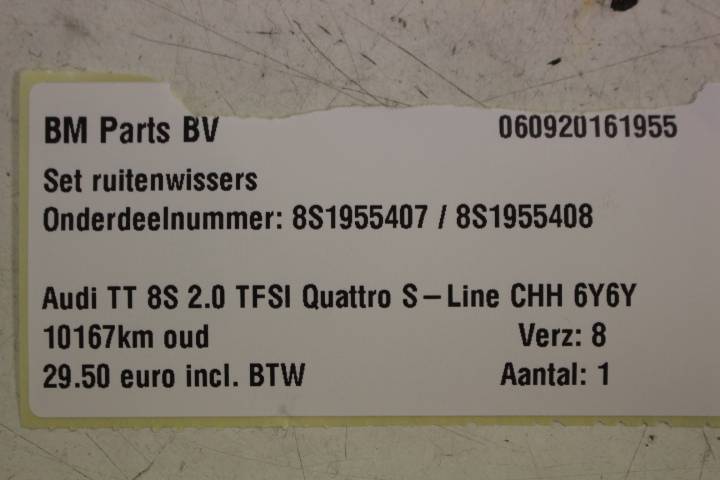 BM Parts BV 060920161955
Set ruitenwissers
Onderdeelnummer: 8S1955407 / 8S1955408
Audi TT 8S 2.0 TFSI Quattro S-Line CHH 6Y6Y
10167km oud Verz: 8
29.50 euro incl. BTW Aantal: 1